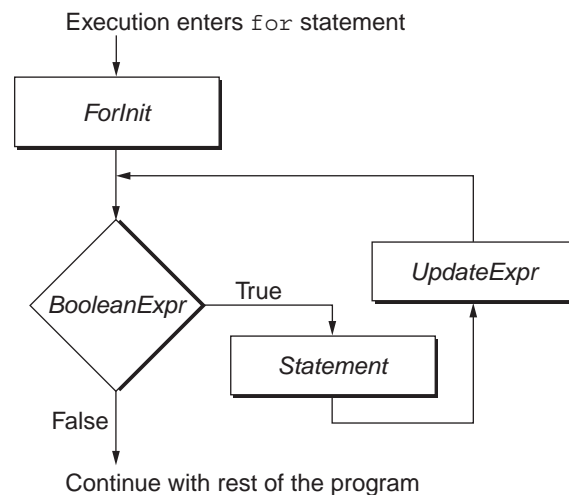 Execution enters for statement
ForInit
UpdateExpr
BooleanExpr
True
Statement
False
Continue with rest of the program